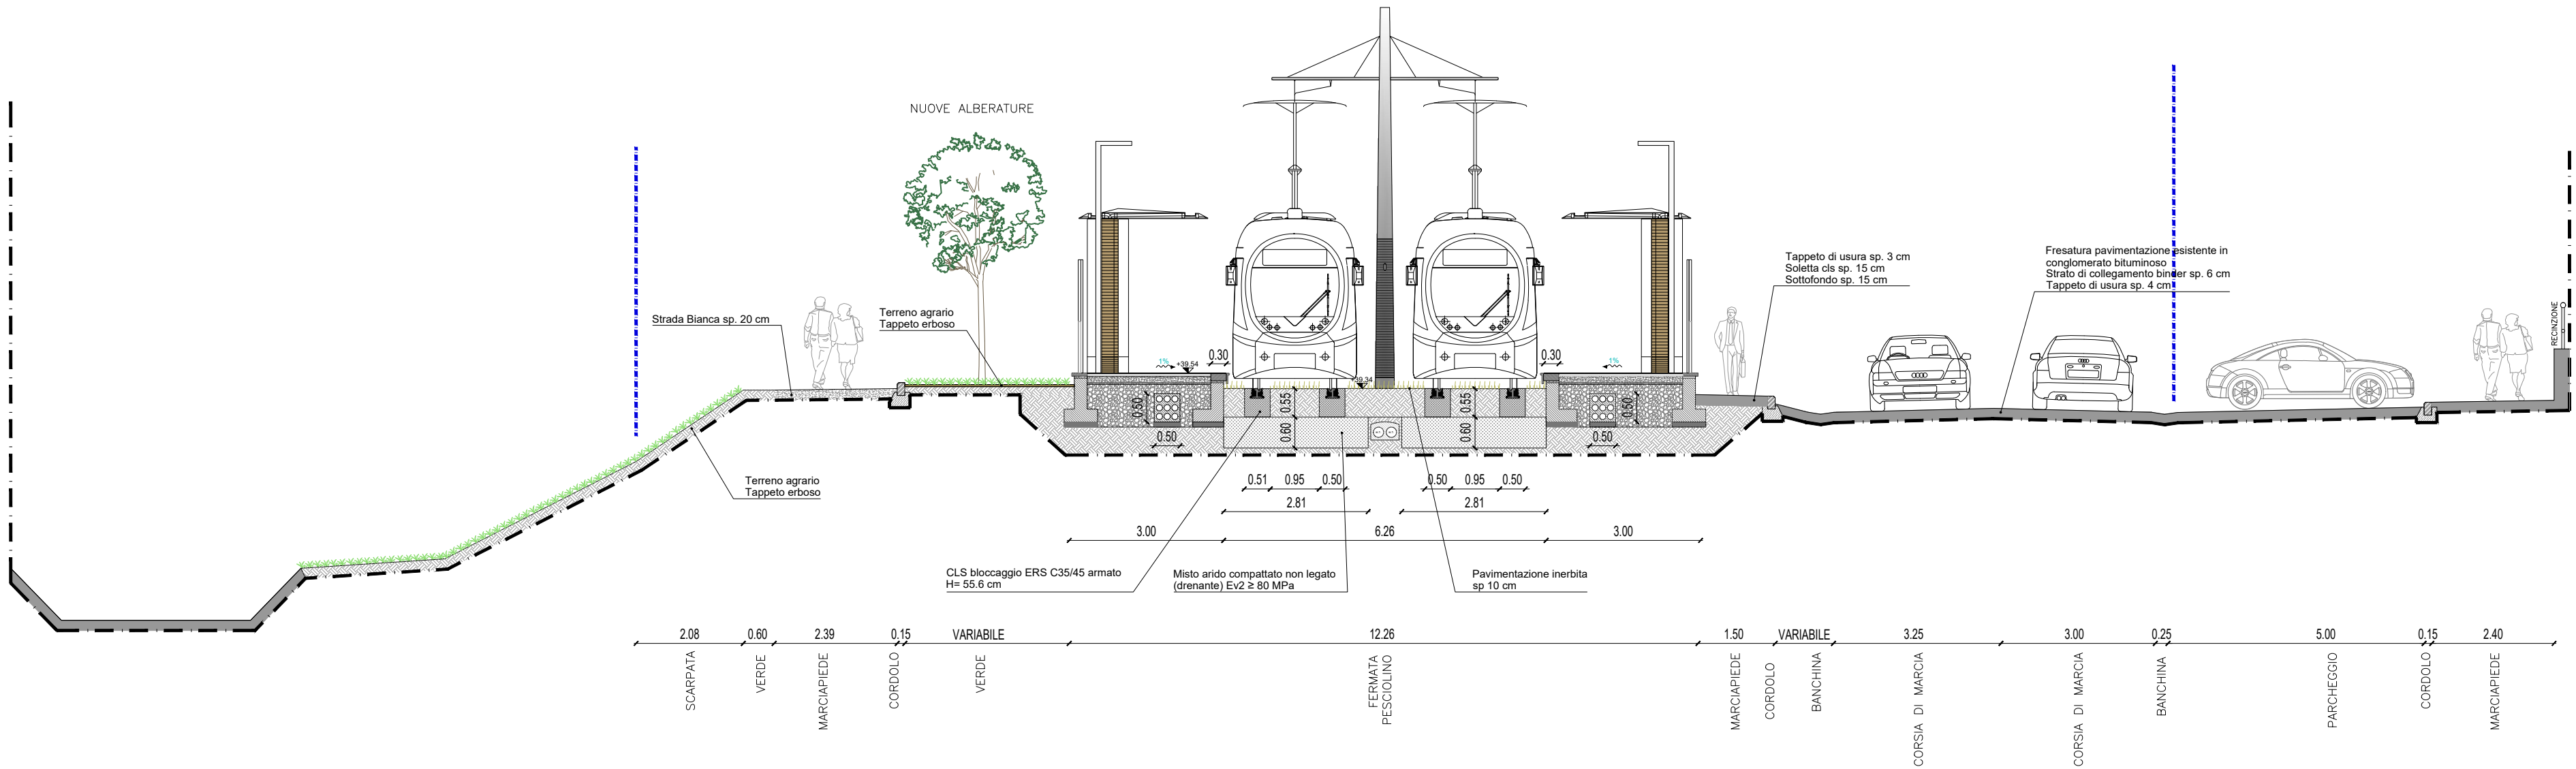 NUOVE ALBERATURE
Strada Bianca sp. 20 cm
Terreno agrario
Tappeto erboso
Terreno agrario
Tappeto erboso
1%
+39.54
0.30
+39.34
0.30
1%
0.50
0.50
0.55
0.60
0.55
0.60
0.50
0.50
Tappeto di usura sp. 3 cm
Soletta cls sp. 15 cm
Sottofondo sp. 15 cm
Fresatura pavimentazione esistente in
conglomerato bituminoso
Strato di collegamento binder sp. 6 cm
Tappeto di usura sp. 4 cm
RECINZIONE
0.51 0.95 0.50 0.50 0.95 0.50
2.81 2.81
3.00 6.26 3.00
CLS bloccaggio ERS C35/45 armato
H= 55.6 cm
Misto arido compattato non legato
(drenante) Ev2 ≥ 80 MPa
Pavimentazione inerbita
sp 10 cm
2.08 0.60 2.39 0.15 VARIABILE 12.26 1.50 VARIABILE 3.25 3.00 0.25 5.00 0.15 2.40
SCARPATA
VERDE
MARCIAPIEDE
CORDOLO
VERDE
FERMATA
PESCIOLINO
MARCIAPIEDE
CORDOLO
BANCHINA
CORSIA DI MARCIA
CORSIA DI MARCIA
BANCHINA
PARCHEGGIO
CORDOLO
MARCIAPIEDE